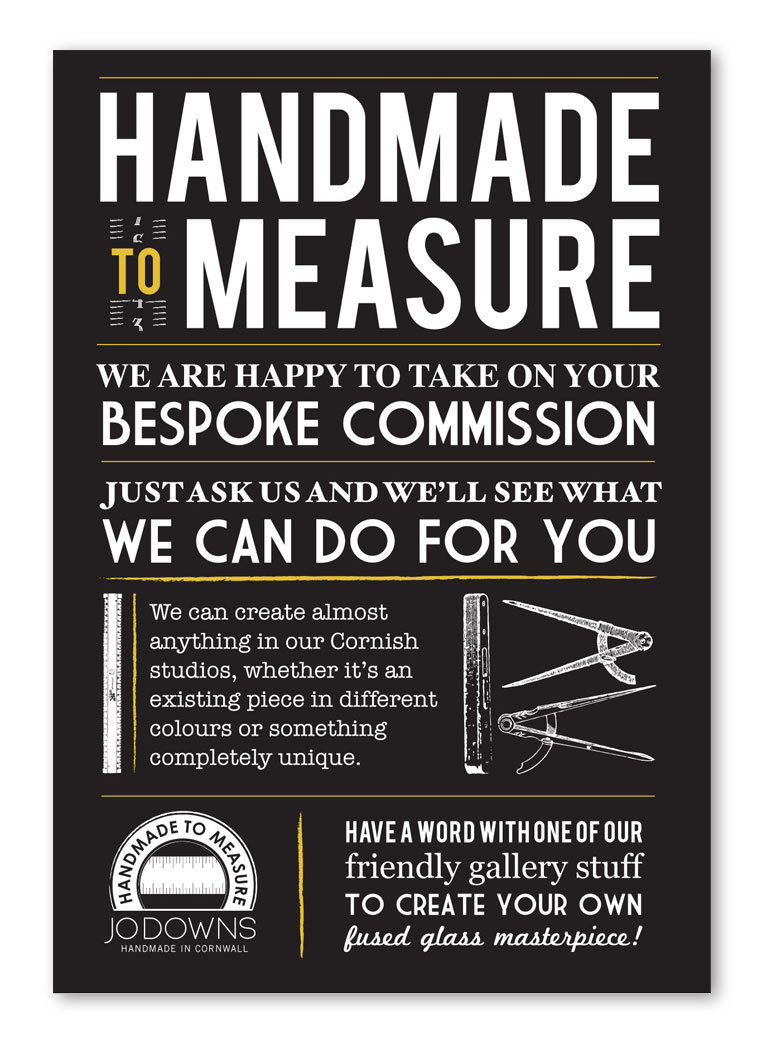 HANDMADE
TO MEASURE
WE ARE HAPPY TO TAKE ON YOUR
BESPOKE COMMISSION
JUST ASK US AND WE'LL SEE WHAT
WE CAN DO FOR YOU
We can create almost
anything in our Cornish
studios, whether it's an
existing piece in different
colours or something
completely unique.
HANDMADE TO MEASURE
JO DOWNS
HANDMADE IN CORNWALL
HAVE A WORD WITH ONE OF OUR
friendly gallery stuff
TO CREATE YOUR OWN
fused glass masterpiece!